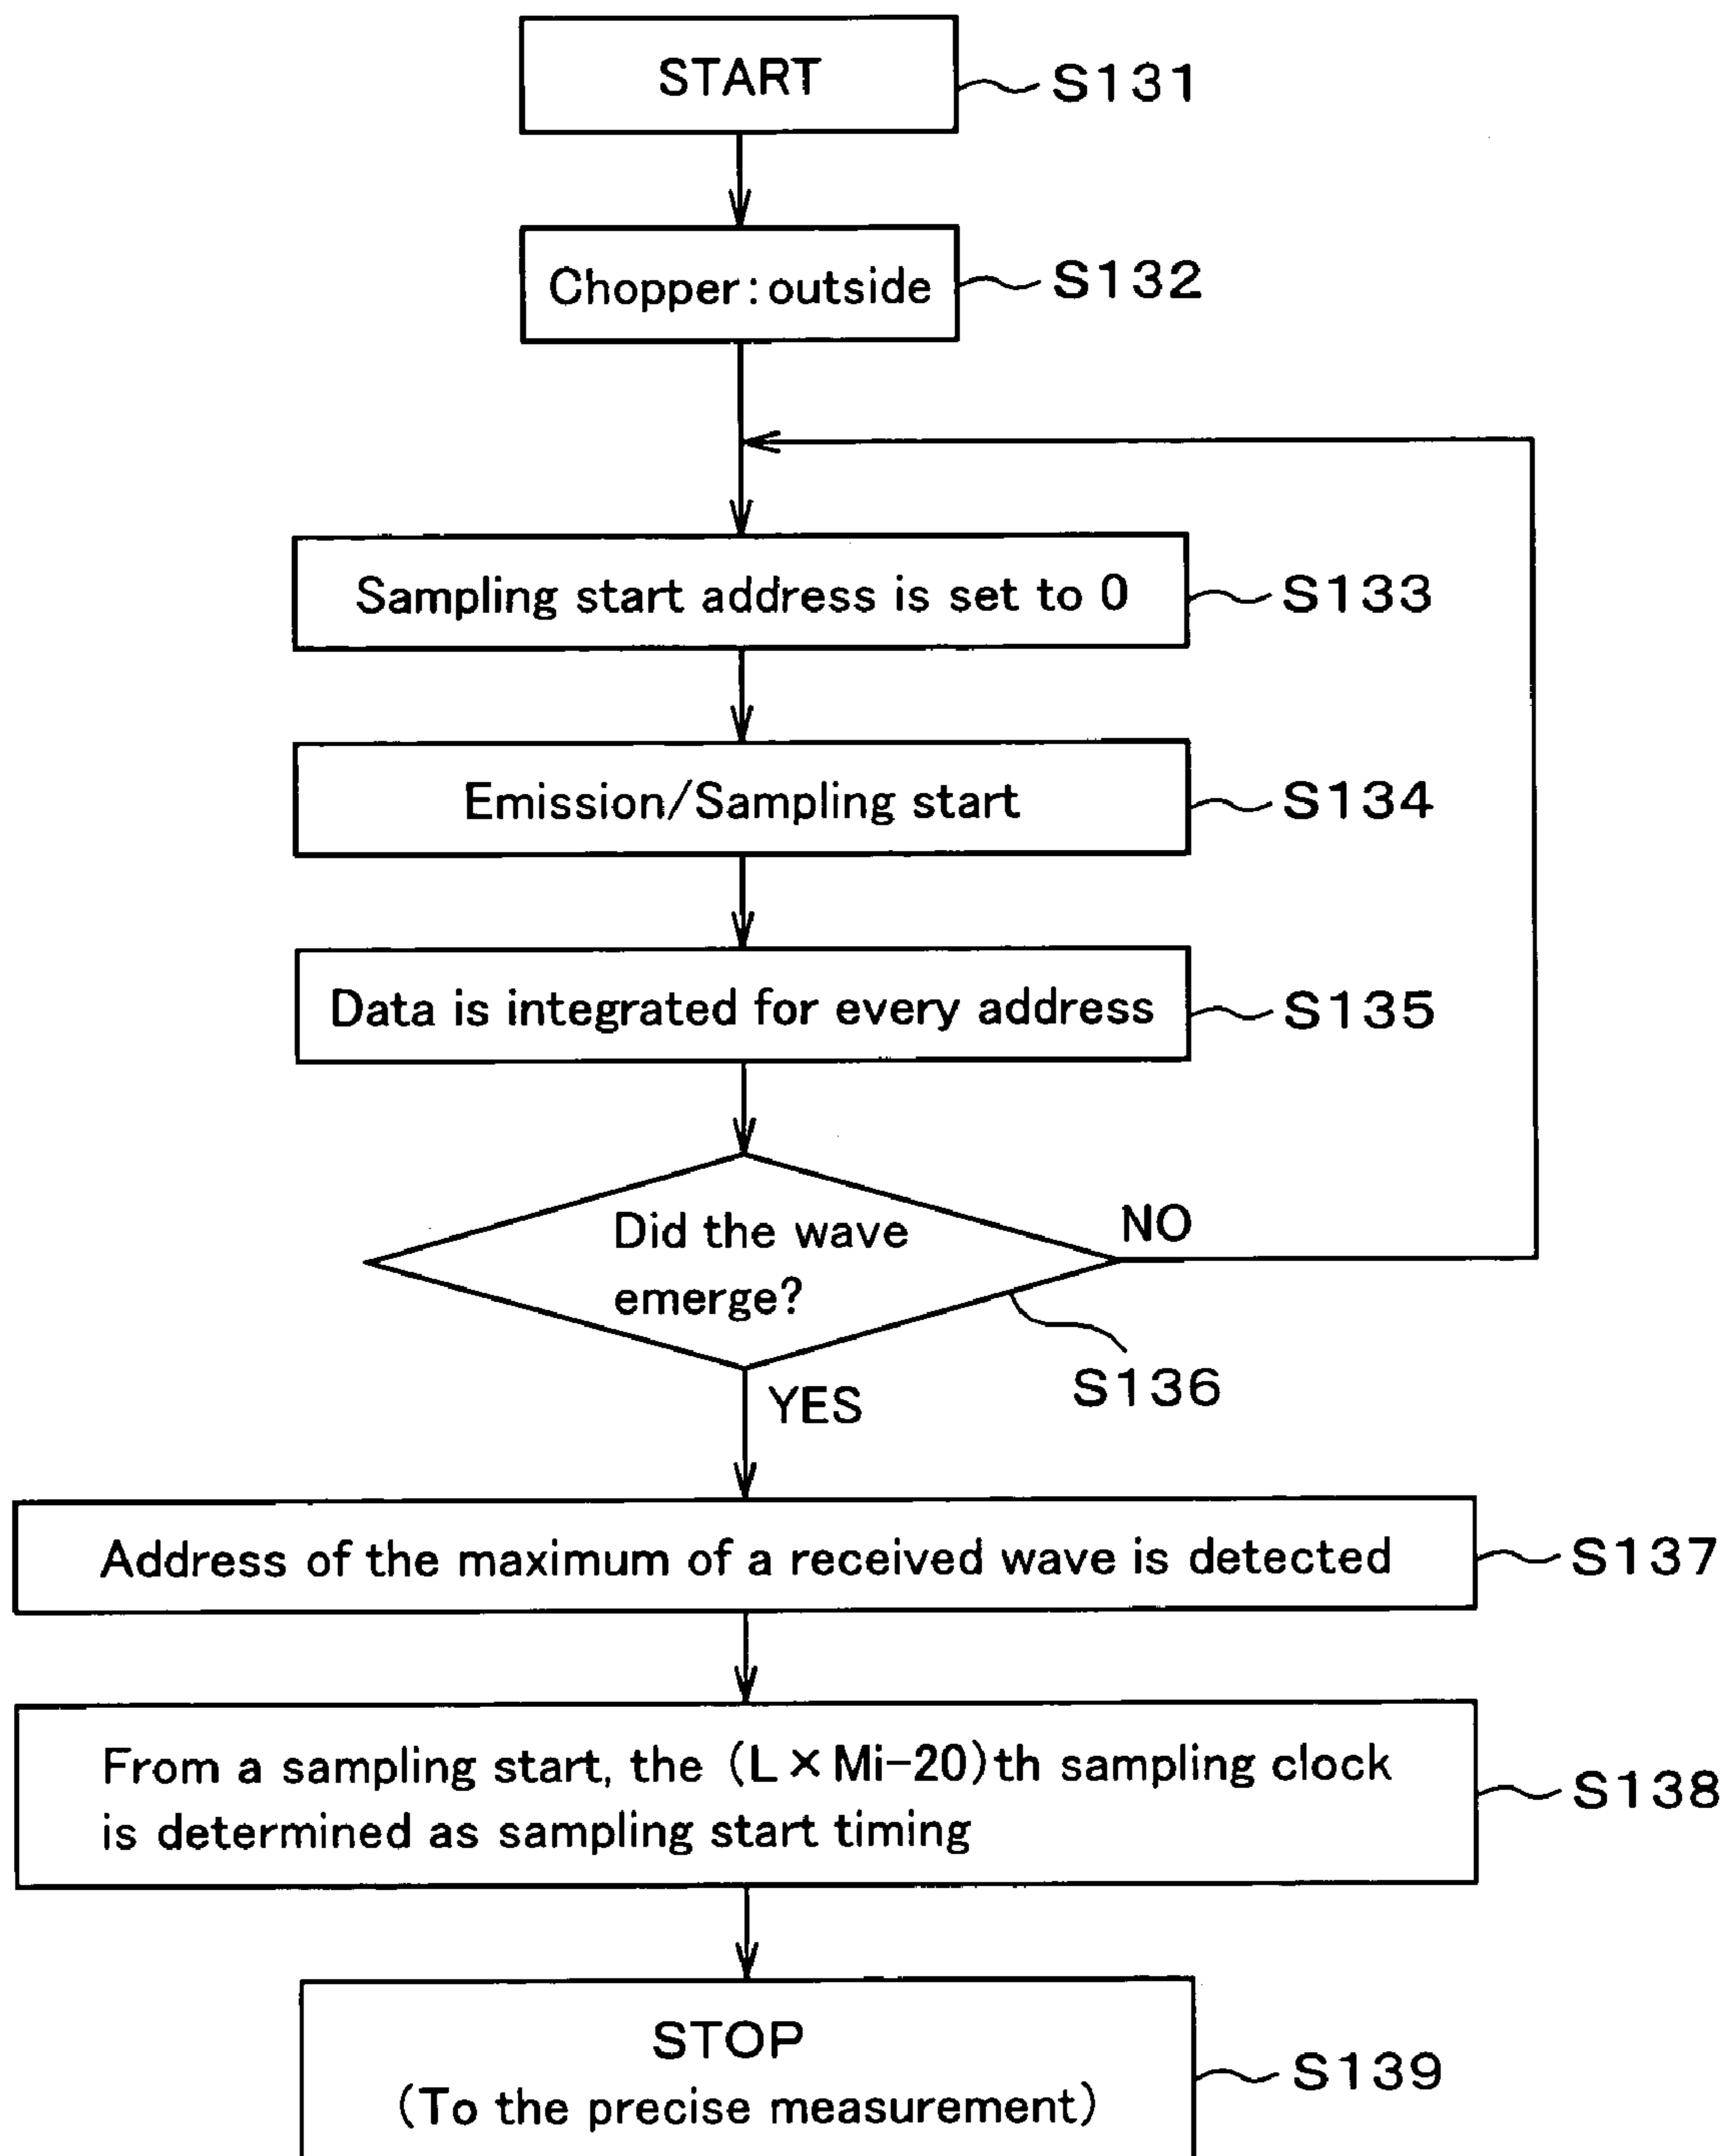 START
S131
Chopper:outside
S132
Sampling start address is set to 0
S133
Emission/Sampling start
S134
Data is integrated for every address
S135
Did the wave
emerge?
NO
S136
YES
Address of the maximum of a received wave is detected
S137
From a sampling start, the (L×Mi-20)th sampling clock
is determined as sampling start timing
S138
STOP
(To the precise measurement)
S139